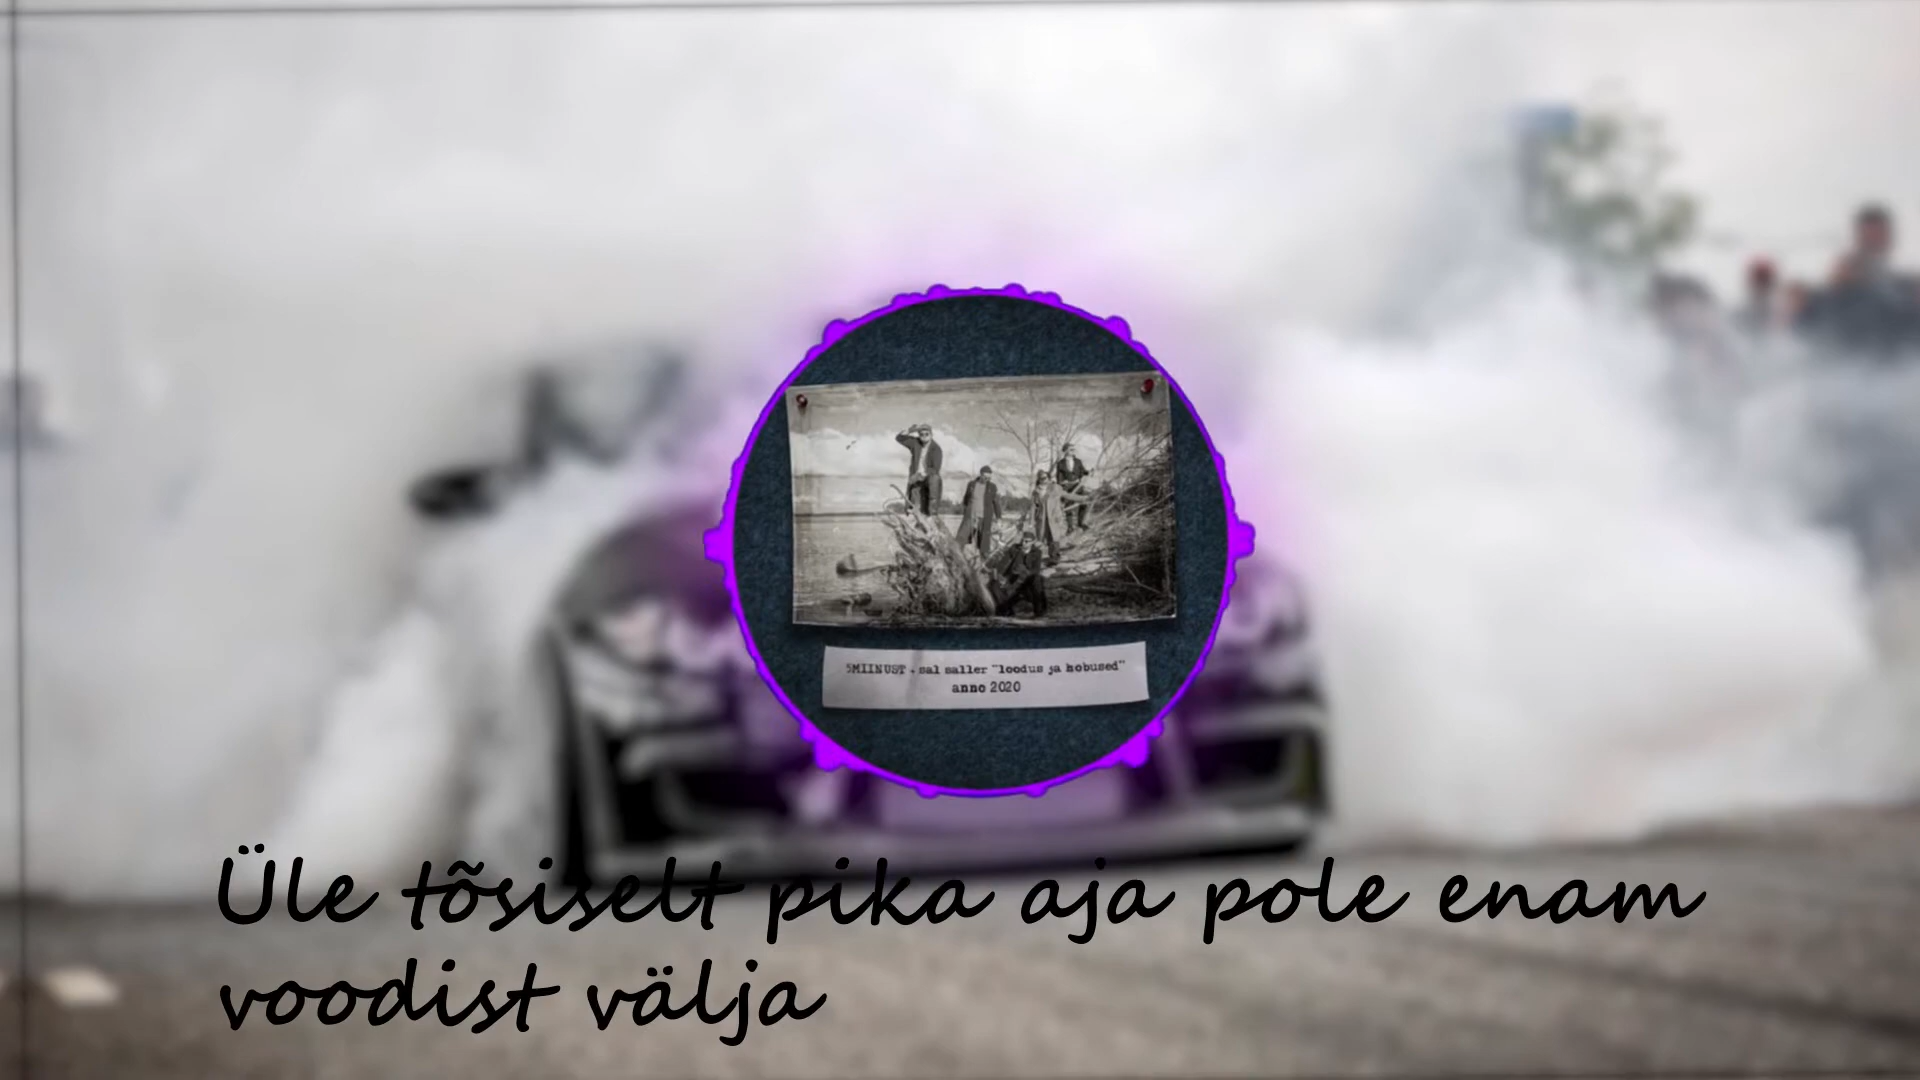 5MIINUST - sal saller "loodus ja hobused"
anno 2020
Üle tõsiselt pika aja pole enam
voodist välja